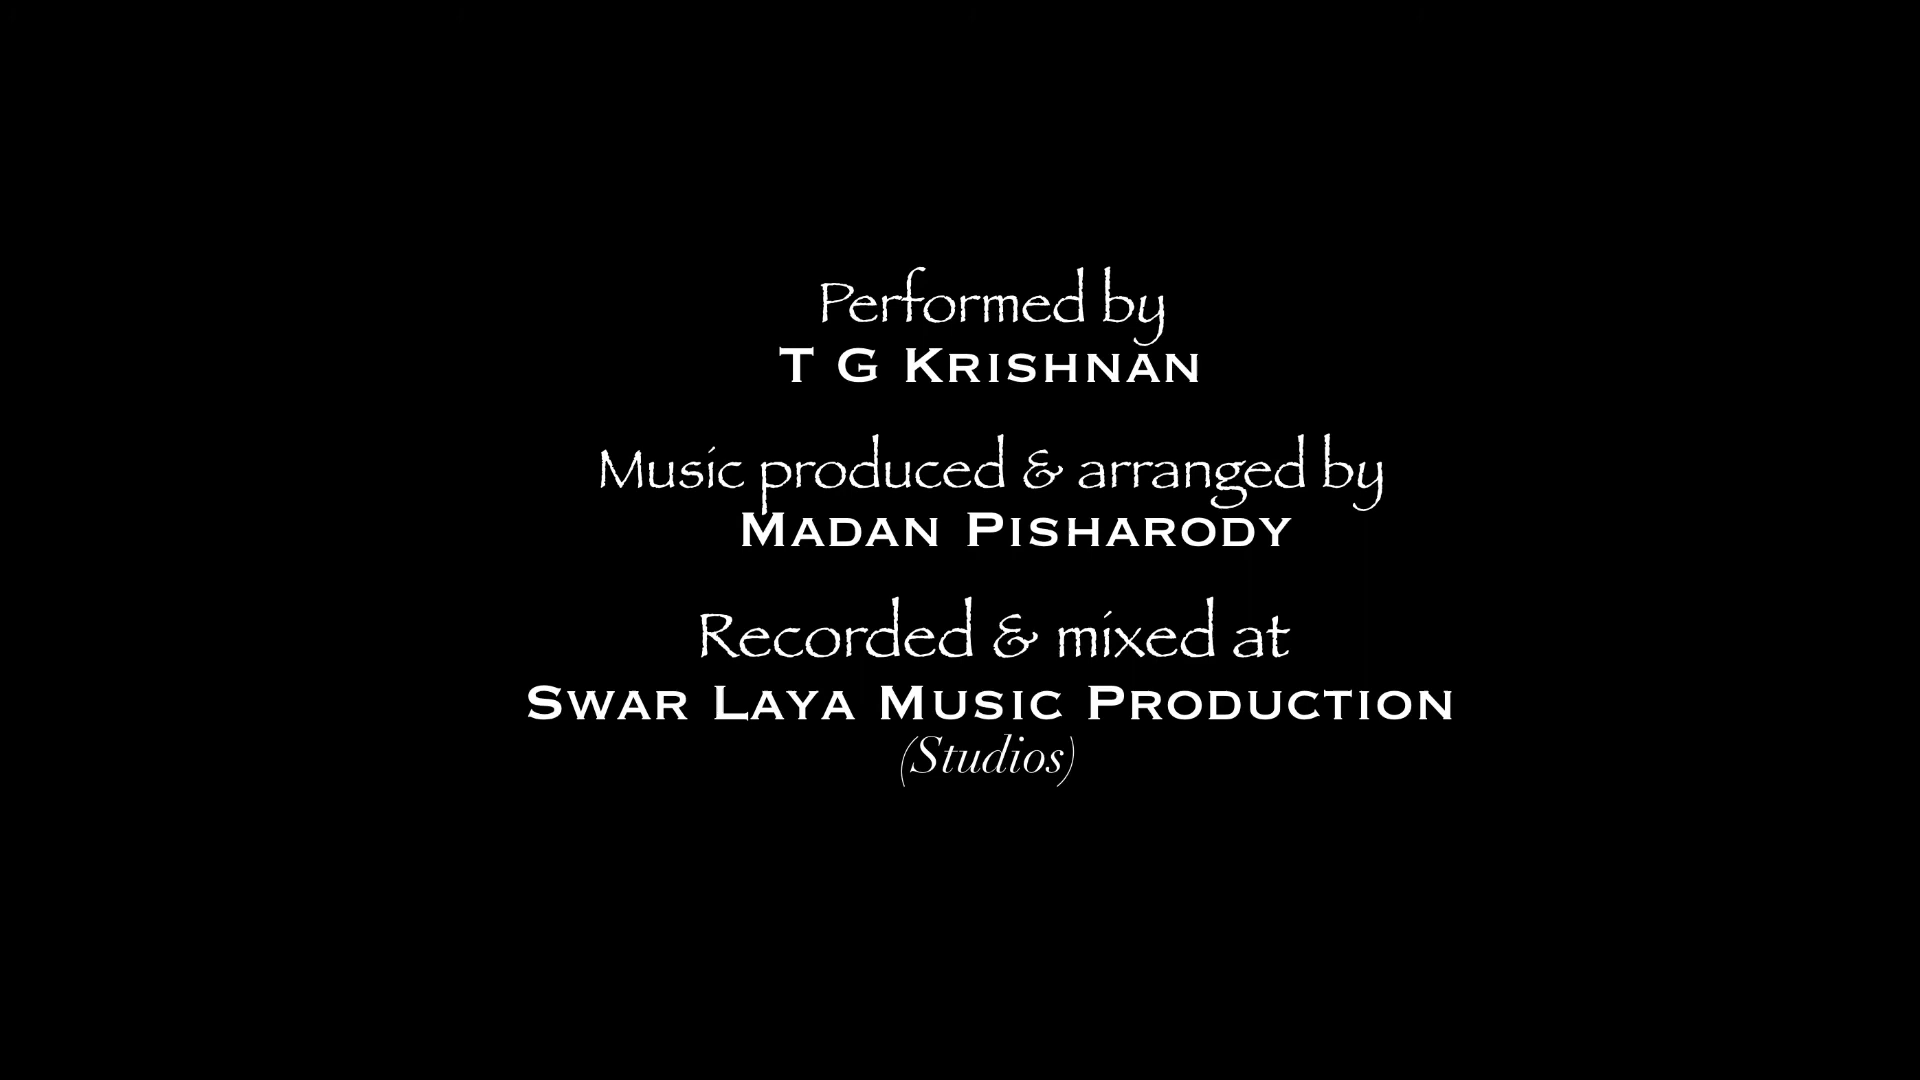 Performed by
T G KRISHNAN
Music produced & arranged by
MADAN PISHARODY
Recorded & mixed at
SWAR LAYA MUSIC PRODUCTION
(Studios)